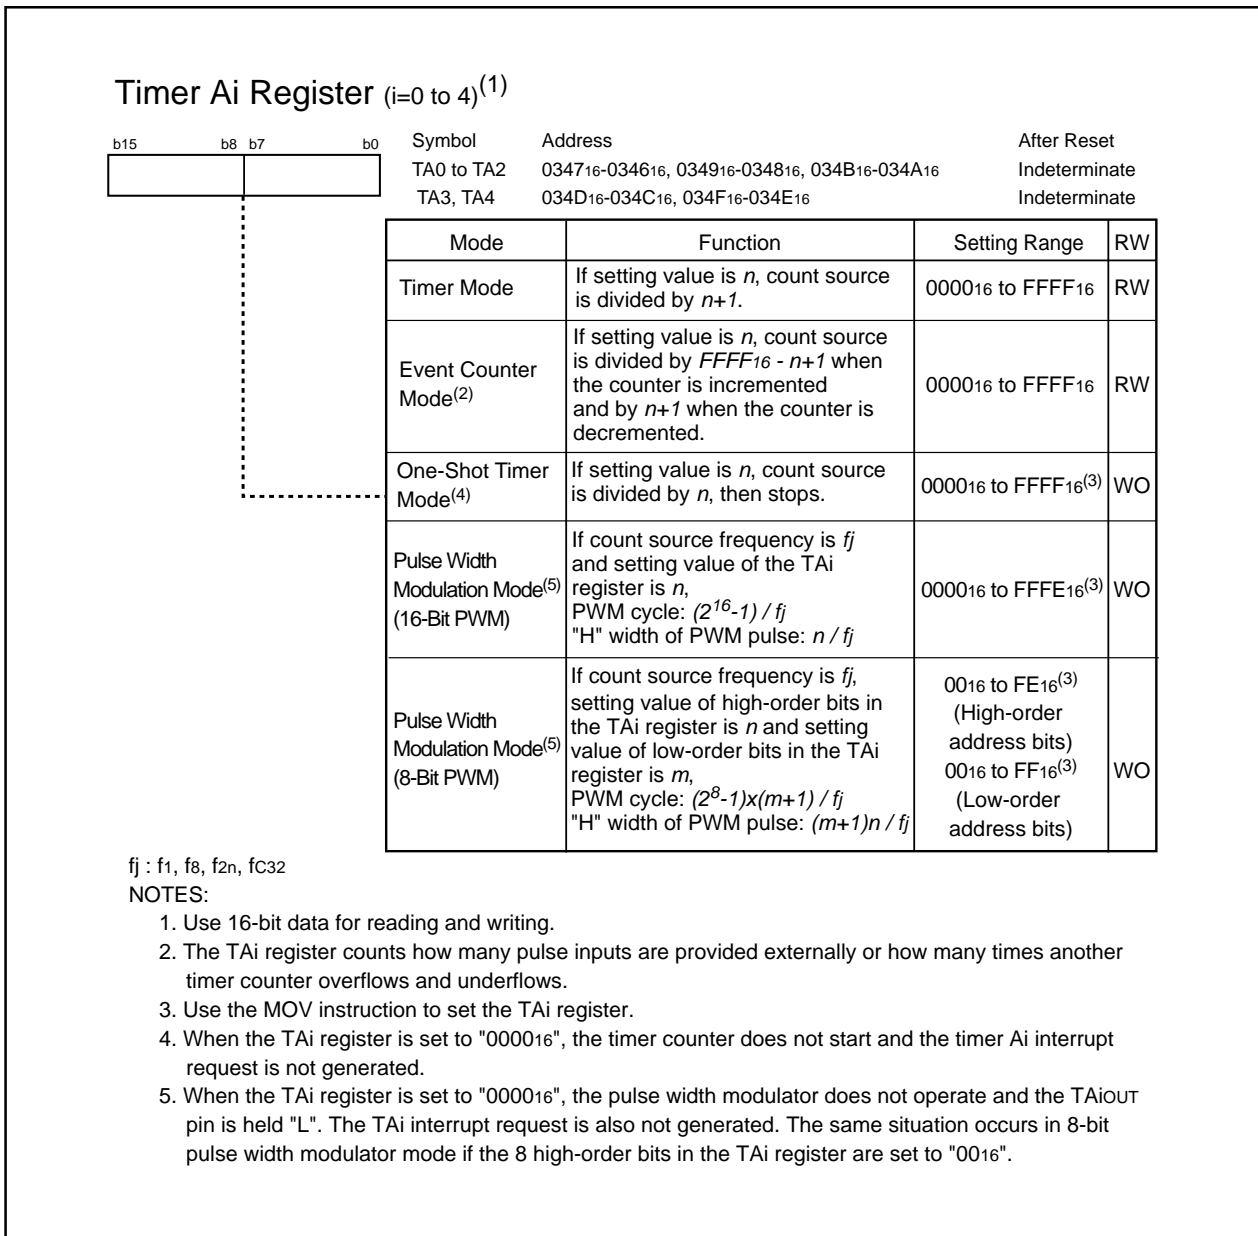 Timer Ai Register (i=0 to 4)(1)
b15 b8 b7 b0
Symbol Address After Reset
TA0 to TA2 034716-034616, 034916-034816, 034B16-034A16 Indeterminate
TA3, TA4 034D16-034C16, 034F16-034E16 Indeterminate
Mode Function Setting Range RW
Timer Mode
If setting value is n, count source
is divided by n+1.
000016 to FFFF16
RW
Event Counter
Mode(2)
If setting value is n, count source
is divided by FFFF16 - n+1 when
the counter is incremented
and by n+1 when the counter is
decremented.
000016 to FFFF16
RW
One-Shot Timer
Mode(4)
If setting value is n, count source
is divided by n, then stops.
000016 to FFFF16(3)
WO
Pulse Width
Modulation Mode(5)
(16-Bit PWM)
If count source frequency is fj
and setting value of the TAi
register is n,
PWM cycle: (2^16-1) / fj
"H" width of PWM pulse: n / fj
000016 to FFFE16(3)
WO
Pulse Width
Modulation Mode(5)
(8-Bit PWM)
If count source frequency is fj,
setting value of high-order bits in
the TAi register is n and setting
value of low-order bits in the TAi
register is m,
PWM cycle: (2^8-1)x(m+1) / fj
"H" width of PWM pulse: (m+1)n / fj
0016 to FE16(3)
(High-order
address bits)
0016 to FF16(3)
(Low-order
address bits)
WO
fj : f1, f8, f2n, fC32
NOTES:
1. Use 16-bit data for reading and writing.
2. The TAi register counts how many pulse inputs are provided externally or how many times another
timer counter overflows and underflows.
3. Use the MOV instruction to set the TAi register.
4. When the TAi register is set to "000016", the timer counter does not start and the timer Ai interrupt
request is not generated.
5. When the TAi register is set to "000016", the pulse width modulator does not operate and the TAiOUT
pin is held "L". The TAi interrupt request is also not generated. The same situation occurs in 8-bit
pulse width modulator mode if the 8 high-order bits in the TAi register are set to "0016".